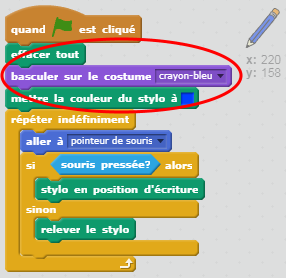 quand est cliqué
effacer tout
basculer sur le costume crayon-bleu
mettre la couleur du stylo à
répéter indéfiniment
aller à pointeur de souris
si souris pressée? alors
stylo en position d'écriture
sinon
relever le stylo
x: 220
y: 158